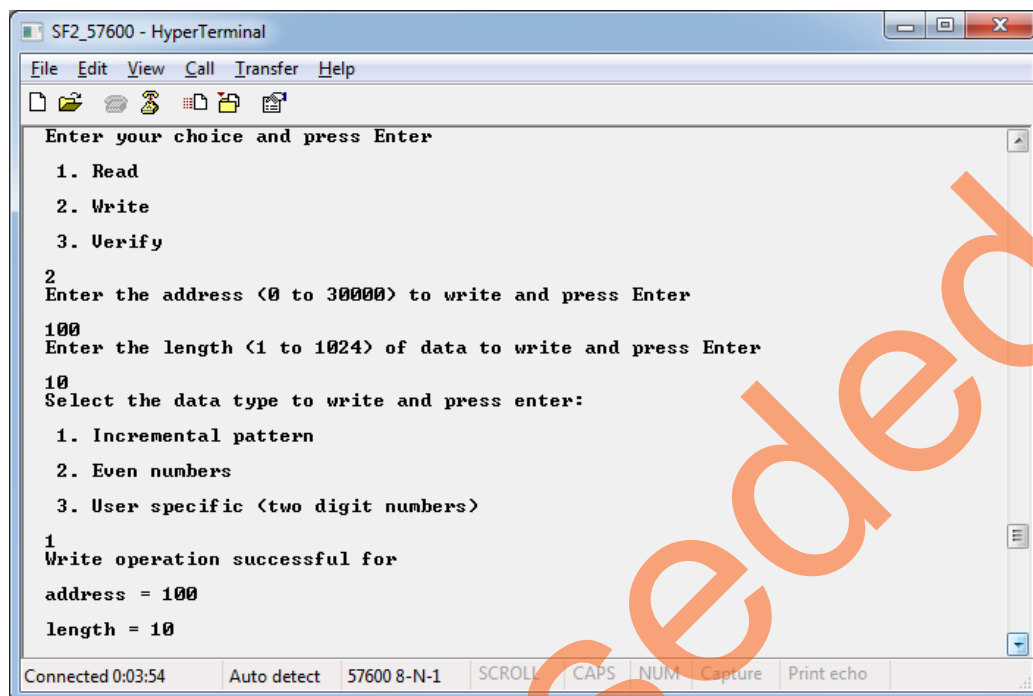 SF2_57600 - HyperTerminal
File Edit View Call Transfer Help
Enter your choice and press Enter
1. Read
2. Write
3. Verify
2
Enter the address (0 to 30000) to write and press Enter
100
Enter the length (1 to 1024) of data to write and press Enter
10
Select the data type to write and press enter:
1. Incremental pattern
2. Even numbers
3. User specific (two digit numbers)
1
Write operation successful for
address = 100
length = 10
Connected 0:03:54 Auto detect 57600 8-N-1 SCROLL CAPS NUM Capture Print echo
seded